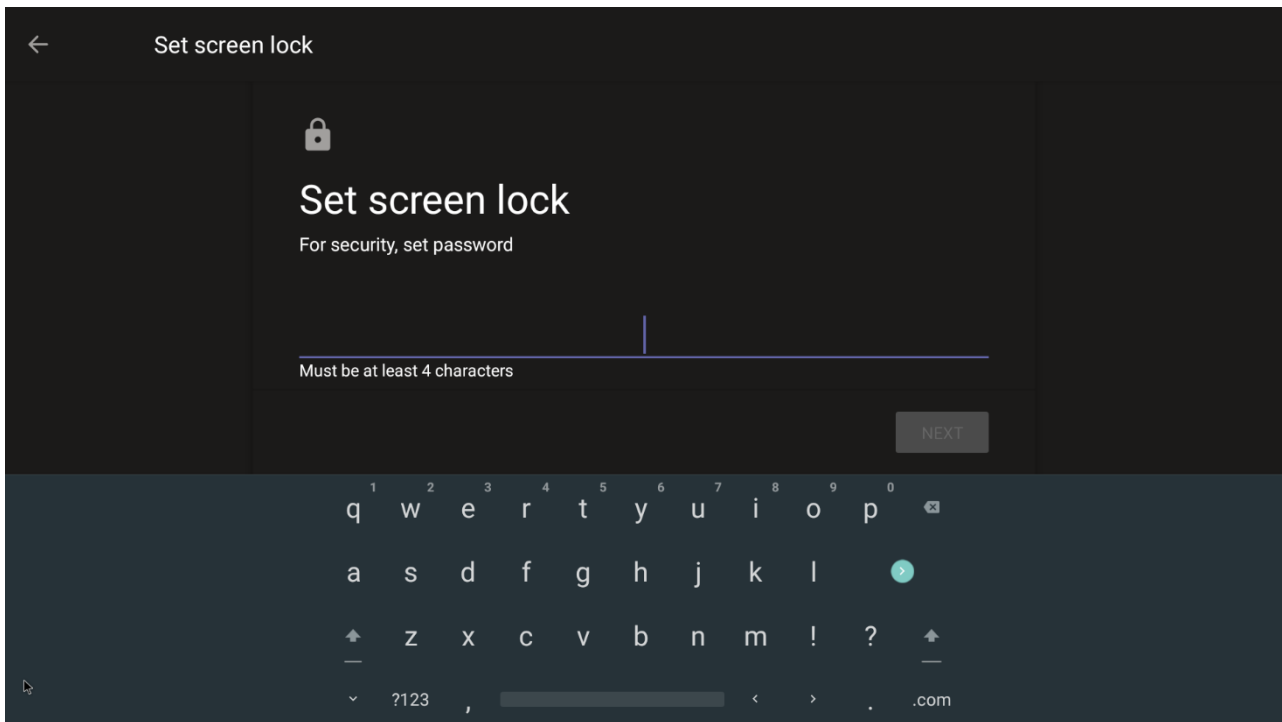 Set screen lock
Set screen lock
For security, set password
Must be at least 4 characters
NEXT
1 2 3 4 5 6 7 8 9 0
q w e r t y u i o p
a s d f g h j k l
z x c v b n m ! ?
?123 , < > . .com